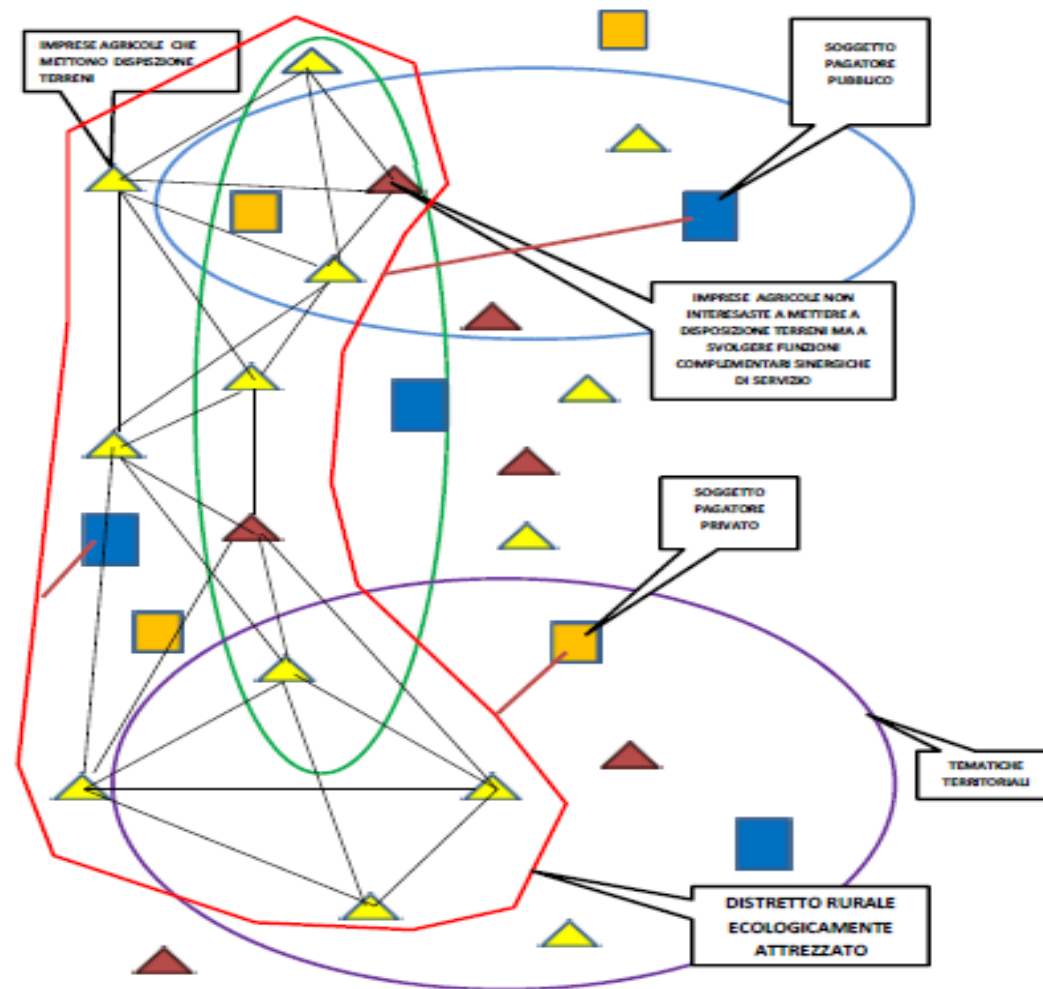 IMPRESE AGRICOLE CHE
METTONO DISPISZIONE
TERRENI
SOGGETTO
PAGATORE
PUBBLICO
IMPRESE AGRICOLE NON
INTERESASTE A METTERE A
DISPOSIZIONE TERRENI MA A
SVOLGERE FUNZIONI
COMPLEMENTARI SINERGICHE
DI SERVIZIO
SOGGETTO
PAGATORE
PRIVATO
TEMATICHE
TERRITORIALI
DISTRETTO RURALE
ECOLOGICAMENTE
ATTREZZATO